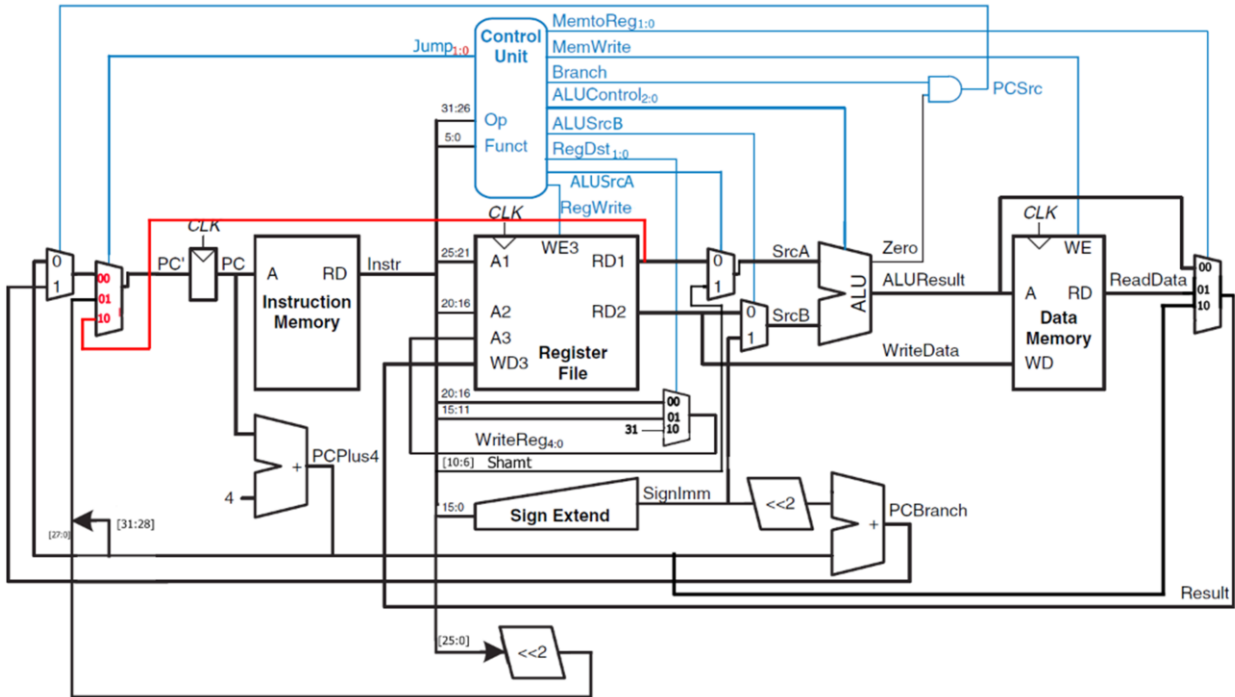 MemtoReg1:0
Control Unit
MemWrite
Jump1:0
Branch
PCSrc
ALUControl2:0
31:26
Op
ALUSrcB
5:0
Funct
RegDst1:0
ALUSrcA
CLK
RegWrite
CLK
CLK
0
1
PC'
PC
00
01
10
A
RD
Instruction Memory
Instr
25:21
A1
WE3
RD1
20:16
A2
RD2
A3
WD3
Register File
0
1
SrcA
0
1
SrcB
ALU
Zero
ALUResult
WriteData
WE
A
RD
Data Memory
WD
ReadData
00
01
10
20:16
15:11
31
00
01
10
WriteReg4:0
[10:6] Shamt
PCPlus4
+
4
15:0
Sign Extend
SignImm
<<2
+
PCBranch
[31:28]
[27:0]
Result
[25:0]
<<2